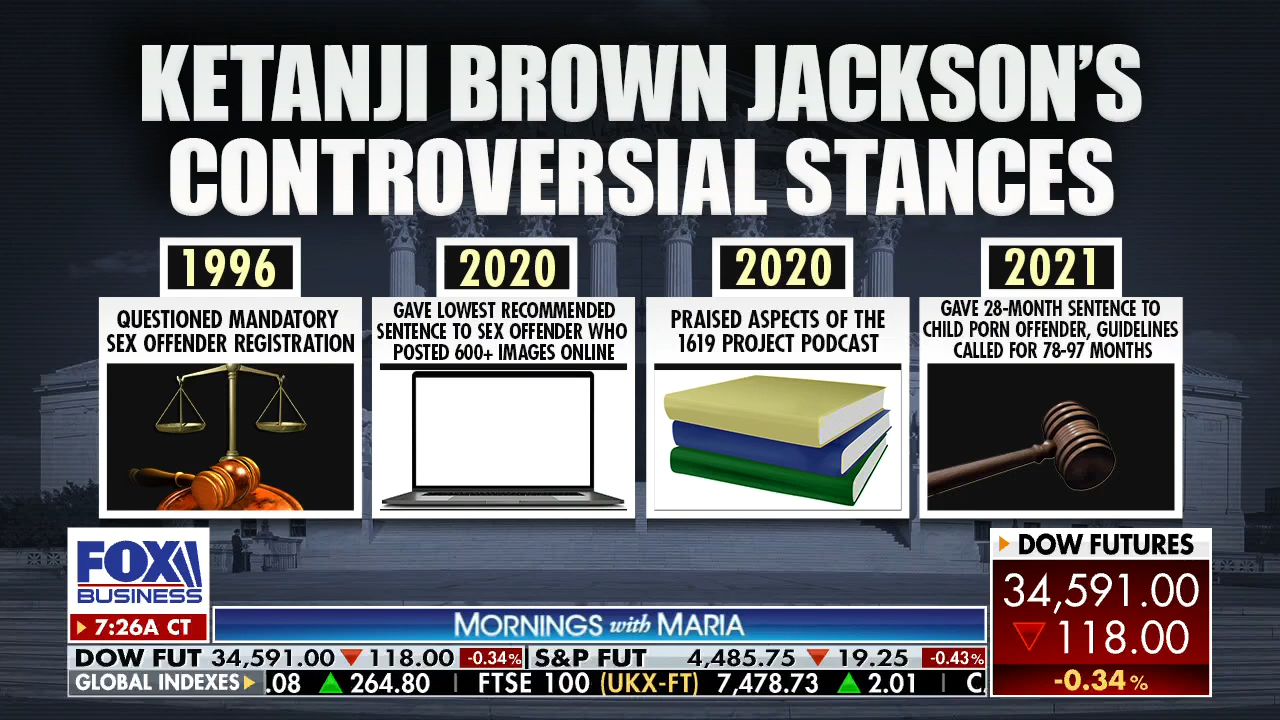 KETANJI BROWN JACKSON'S
CONTROVERSIAL STANCES
1996
QUESTIONED MANDATORY
SEX OFFENDER REGISTRATION
2020
GAVE LOWEST RECOMMENDED
SENTENCE TO SEX OFFENDER WHO
POSTED 600+ IMAGES ONLINE
2020
PRAISED ASPECTS OF THE
1619 PROJECT PODCAST
2021
GAVE 28-MONTH SENTENCE TO
CHILD PORN OFFENDER, GUIDELINES
CALLED FOR 78-97 MONTHS
FOX
BUSINESS
7:26A CT
MORNINGS with MARIA
DOW FUTURES
34,591.00
118.00
-0.34%
DOW FUT 34,591.00 118.00 -0.34% S&P FUT 4,485.75 19.25 -0.43%
GLOBAL INDEXES .08 264.80 FTSE 100 (UKX-FT) 7,478.73 2.01